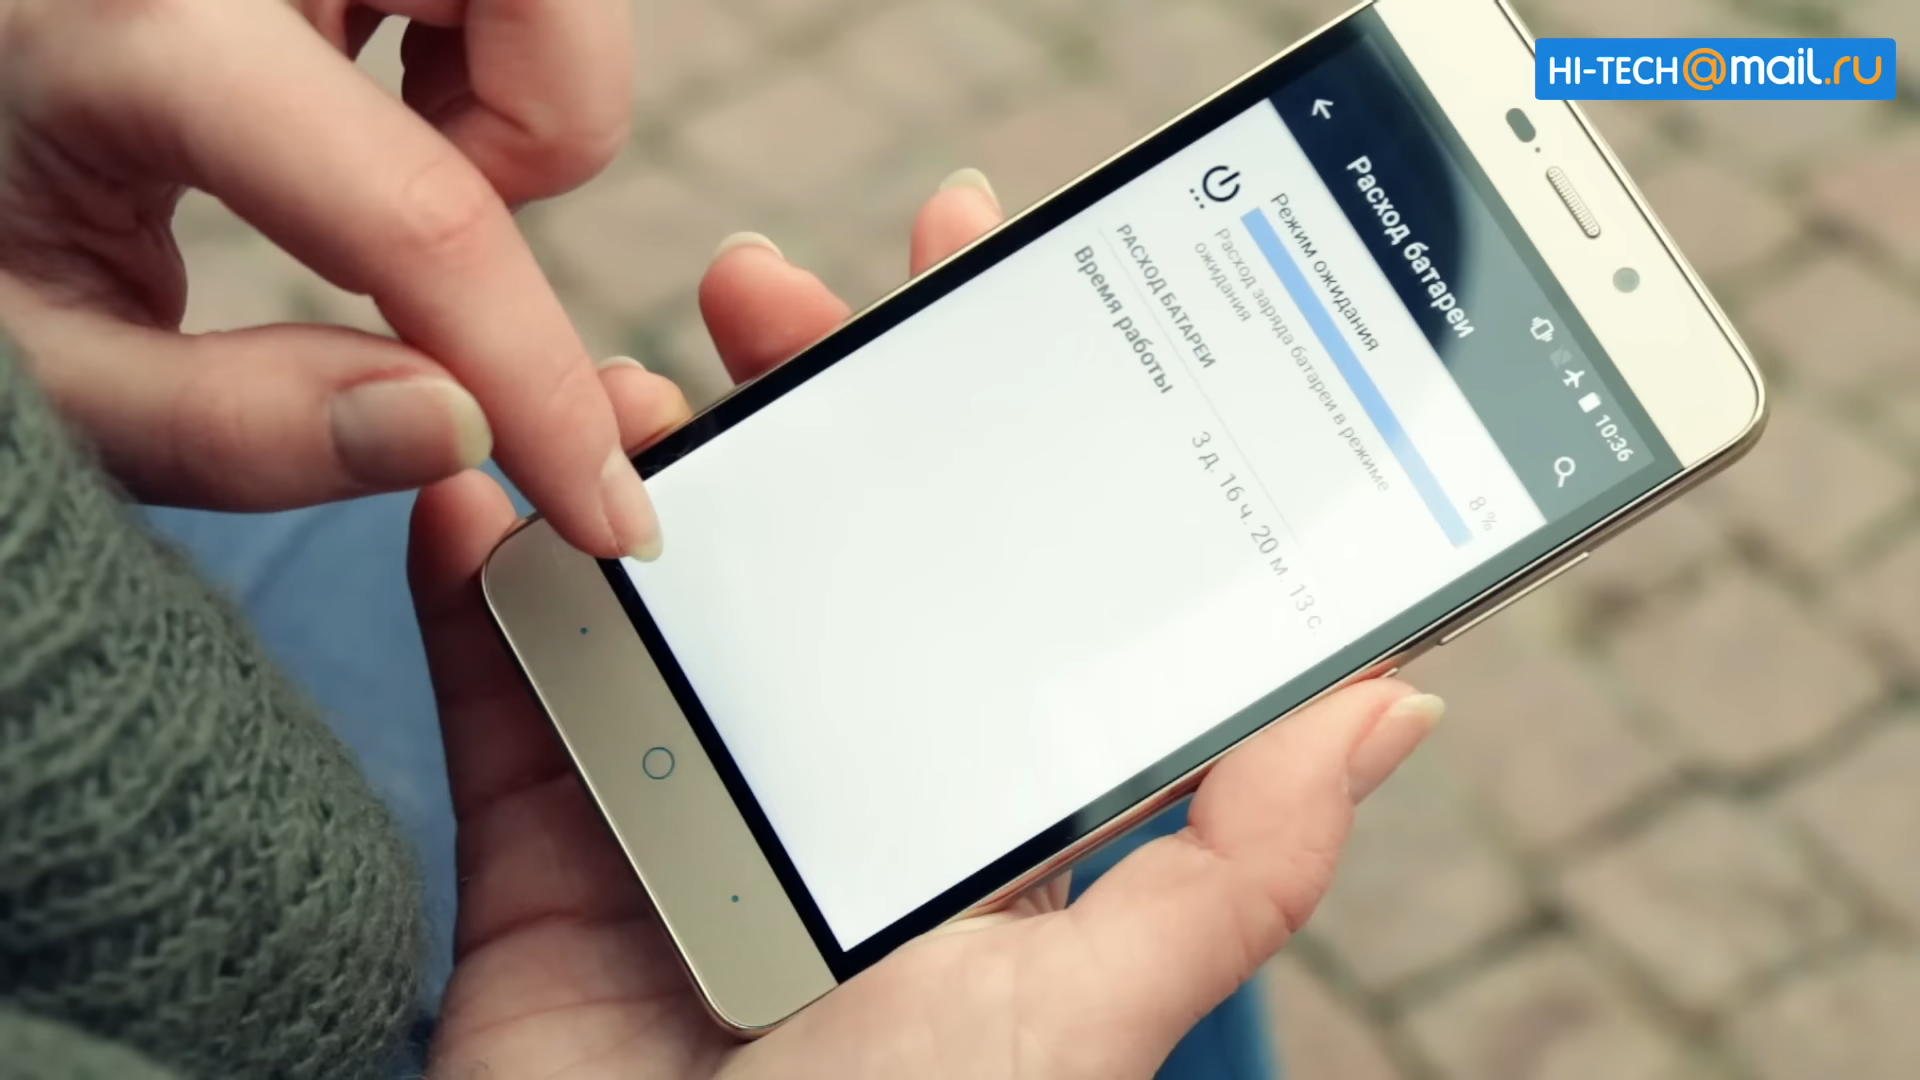 HI-TECH@mail.ru
10:36
Расход батареи
Режим ожидания
8 %
Расход заряда батареи в режиме
ожидания
РАСХОД БАТАРЕИ
Время работы
3 д. 16 ч. 20 м. 13 с.